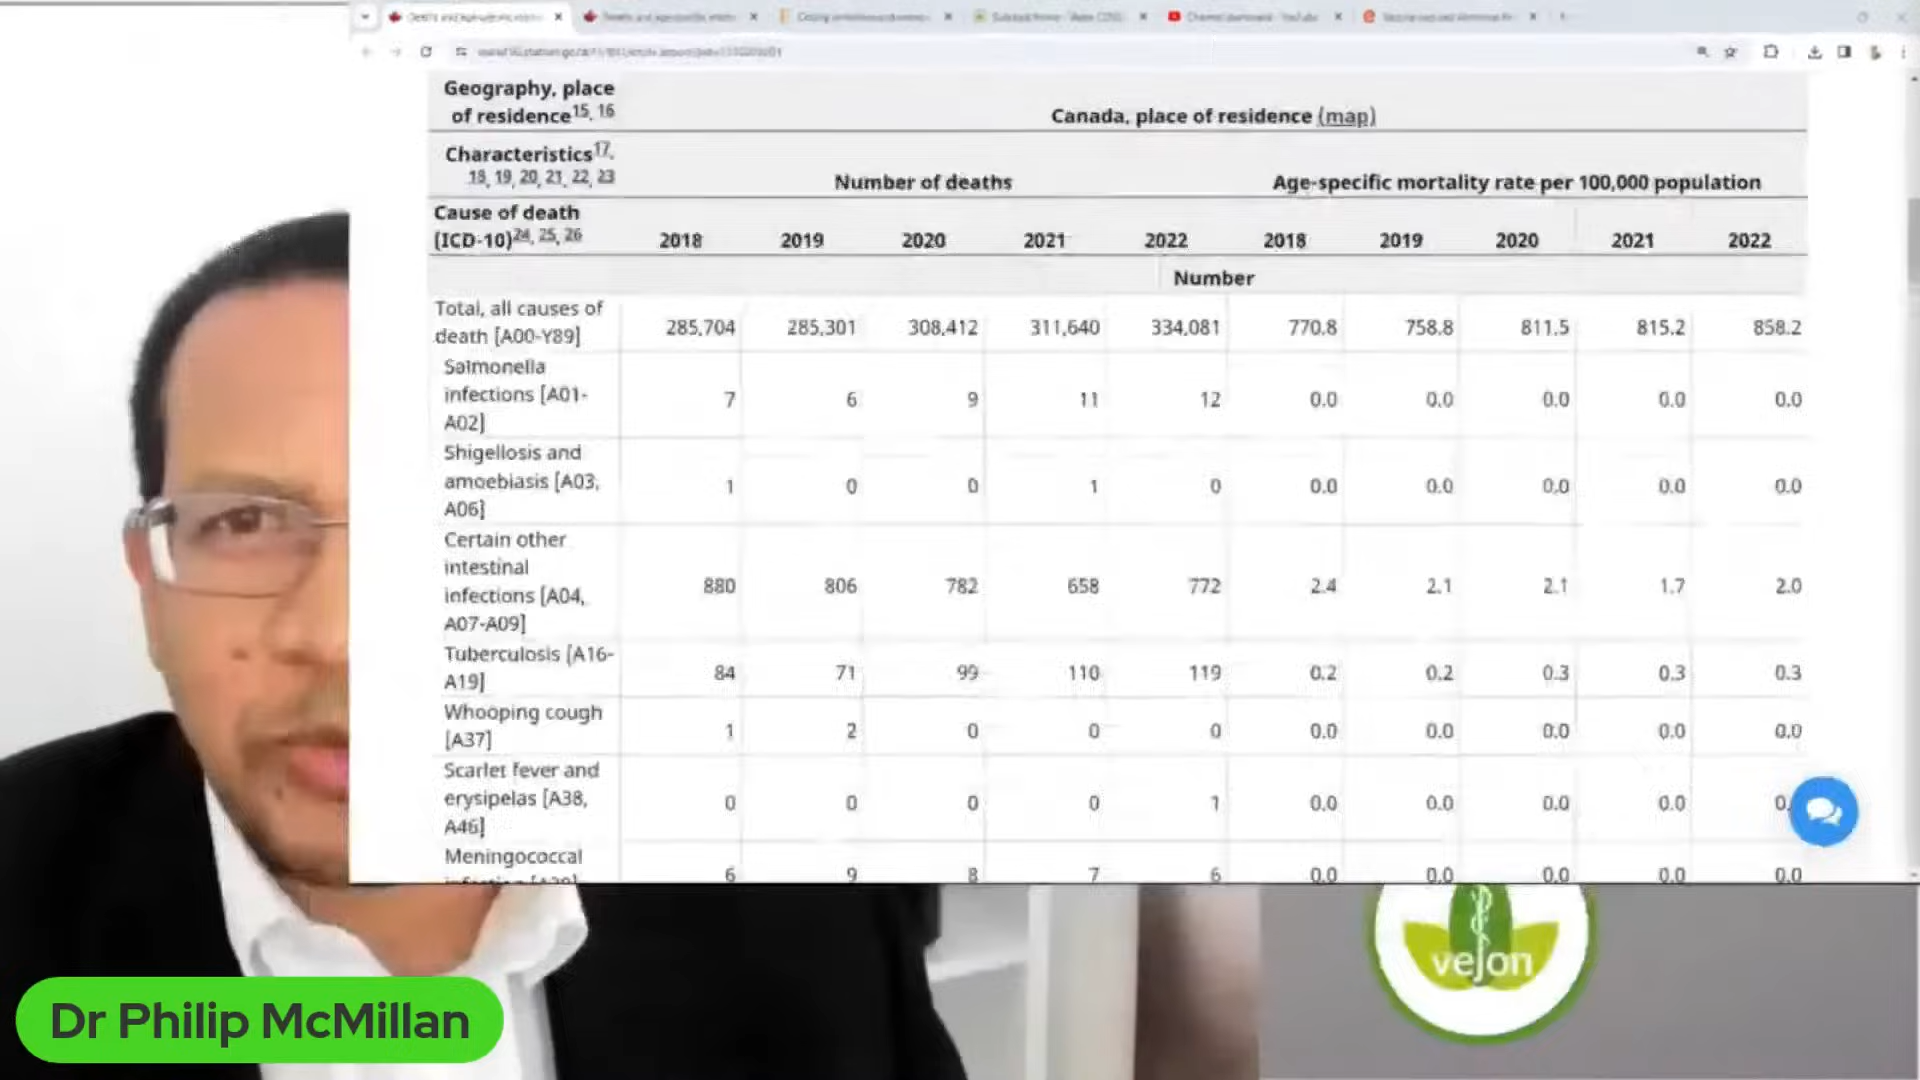 Geography, place
of residence15, 16
Canada, place of residence (map)
Characteristics17,
18, 19, 20, 21, 22, 23
Number of deaths
Age-specific mortality rate per 100,000 population
Cause of death
(ICD-10)24, 25, 26
2018 2019 2020 2021 2022 2018 2019 2020 2021 2022
Number
Total, all causes of
death [A00-Y89]
285,704 285,301 308,412 311,640 334,081 770.8 758.8 811.5 815.2 858.2
Salmonella
infections [A01-
A02]
7 6 9 11 12 0.0 0.0 0.0 0.0 0.0
Shigellosis and
amoebiasis [A03,
A06]
1 0 0 1 0 0.0 0.0 0.0 0.0 0.0
Certain other
intestinal
infections [A04,
A07-A09]
880 806 782 658 772 2.4 2.1 2.1 1.7 2.0
Tuberculosis [A16-
A19]
84 71 99 110 119 0.2 0.2 0.3 0.3 0.3
Whooping cough
[A37]
1 2 0 0 0 0.0 0.0 0.0 0.0 0.0
Scarlet fever and
erysipelas [A38,
A46]
0 0 0 0 1 0.0 0.0 0.0 0.0 0.
Meningococcal
6 9 8 7 6 0.0 0.0 0.0 0.0 0.0
vejon
Dr Philip McMillan